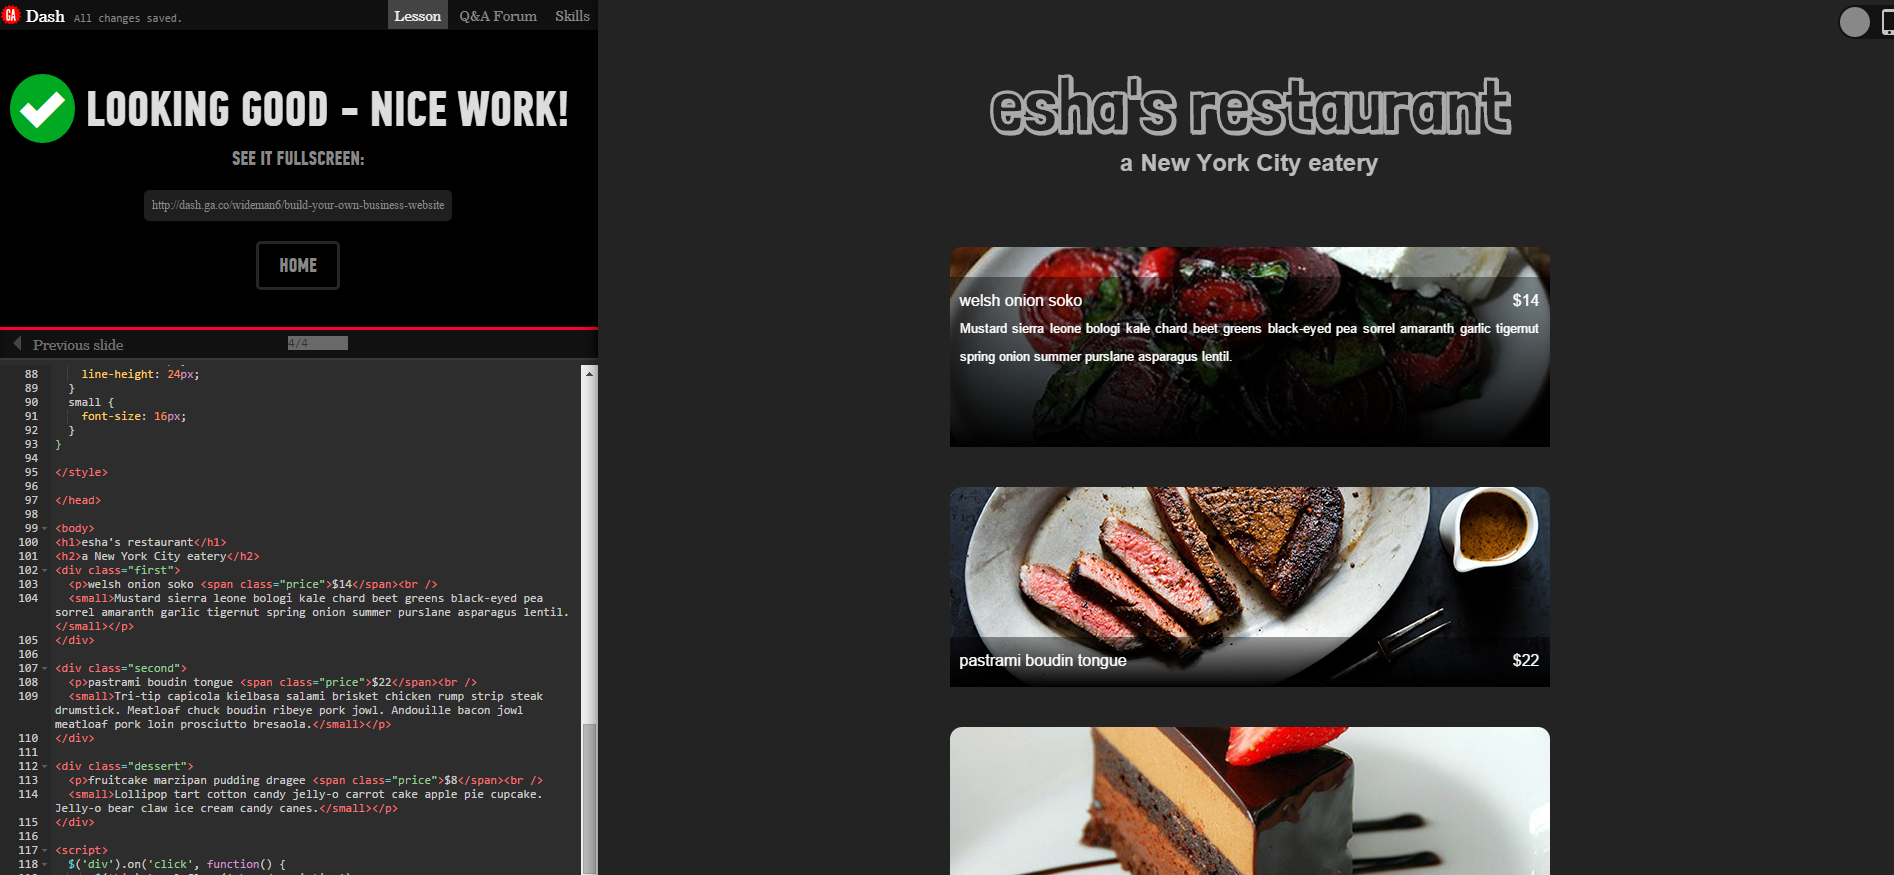 GA Dash All changes saved. Lesson Q&A Forum Skills
LOOKING GOOD - NICE WORK!
SEE IT FULLSCREEN:
http://dash.ga.co/wideman6/build-your-own-business-website
HOME
Previous slide 4/4
88 line-height: 24px;
89 }
90 small {
91 font-size: 16px;
92 }
93 }
94
95 </style>
96
97 </head>
98
99 <body>
100 <h1>esha's restaurant</h1>
101 <h2>a New York City eatery</h2>
102 <div class="first">
103 <p>welsh onion soko <span class="price">$14</span><br />
104 <small>Mustard sierra leone bologi kale chard beet greens black-eyed pea
sorrel amaranth garlic tigernut spring onion summer purslane asparagus lentil.
</small></p>
105 </div>
106
107 <div class="second">
108 <p>pastrami boudin tongue <span class="price">$22</span><br />
109 <small>Tri-tip capicola kielbasa salami brisket chicken rump strip steak
drumstick. Meatloaf chuck boudin ribeye pork jowl. Andouille bacon jowl
meatloaf pork loin prosciutto bresaola.</small></p>
110 </div>
111
112 <div class="dessert">
113 <p>fruitcake marzipan pudding dragee <span class="price">$8</span><br />
114 <small>Lollipop tart cotton candy jelly-o carrot cake apple pie cupcake.
Jelly-o bear claw ice cream candy canes.</small></p>
115 </div>
116
117 <script>
118 $('div').on('click', function() {
esha's restaurant
a New York City eatery
welsh onion soko $14
Mustard sierra leone bologi kale chard beet greens black-eyed pea sorrel amaranth garlic tigernut
spring onion summer purslane asparagus lentil.
pastrami boudin tongue $22